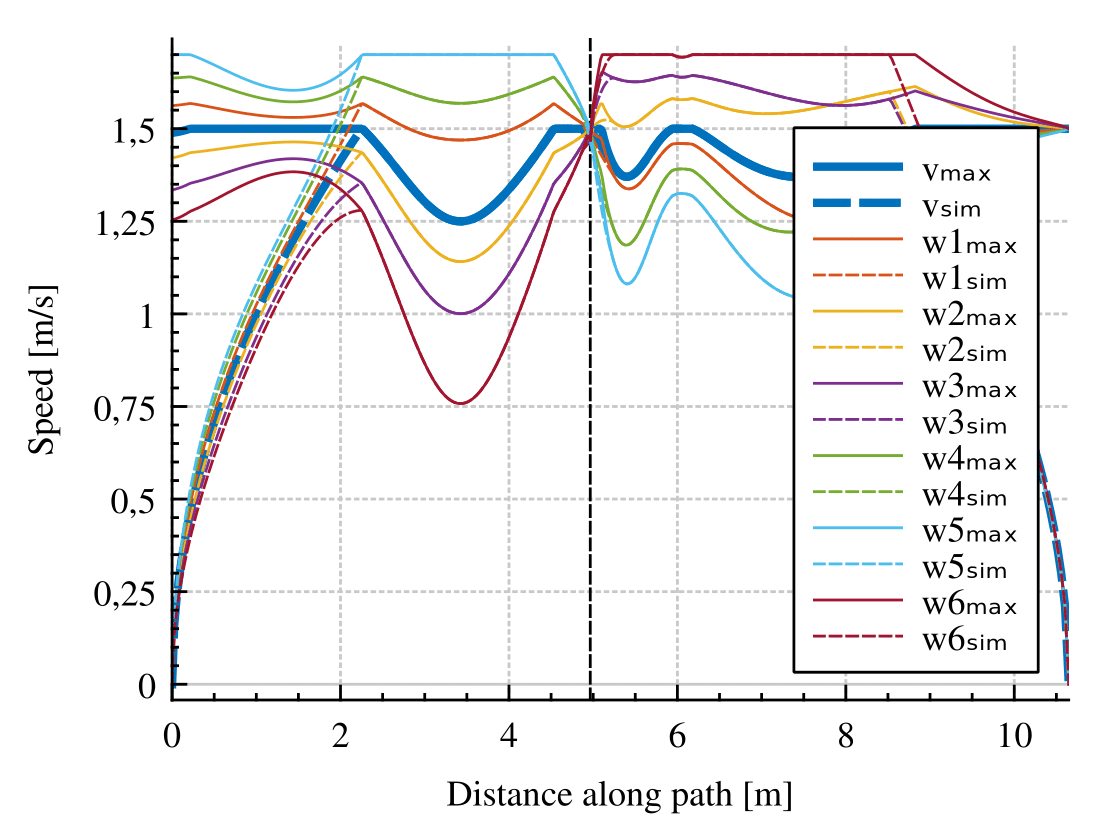 1,5
1,25
1
0,75
0,5
0,25
0
Speed [m/s]
vmax
vsim
w1max
w1sim
w2max
w2sim
w3max
w3sim
w4max
w4sim
w5max
w5sim
w6max
w6sim
0 2 4 6 8 10
Distance along path [m]